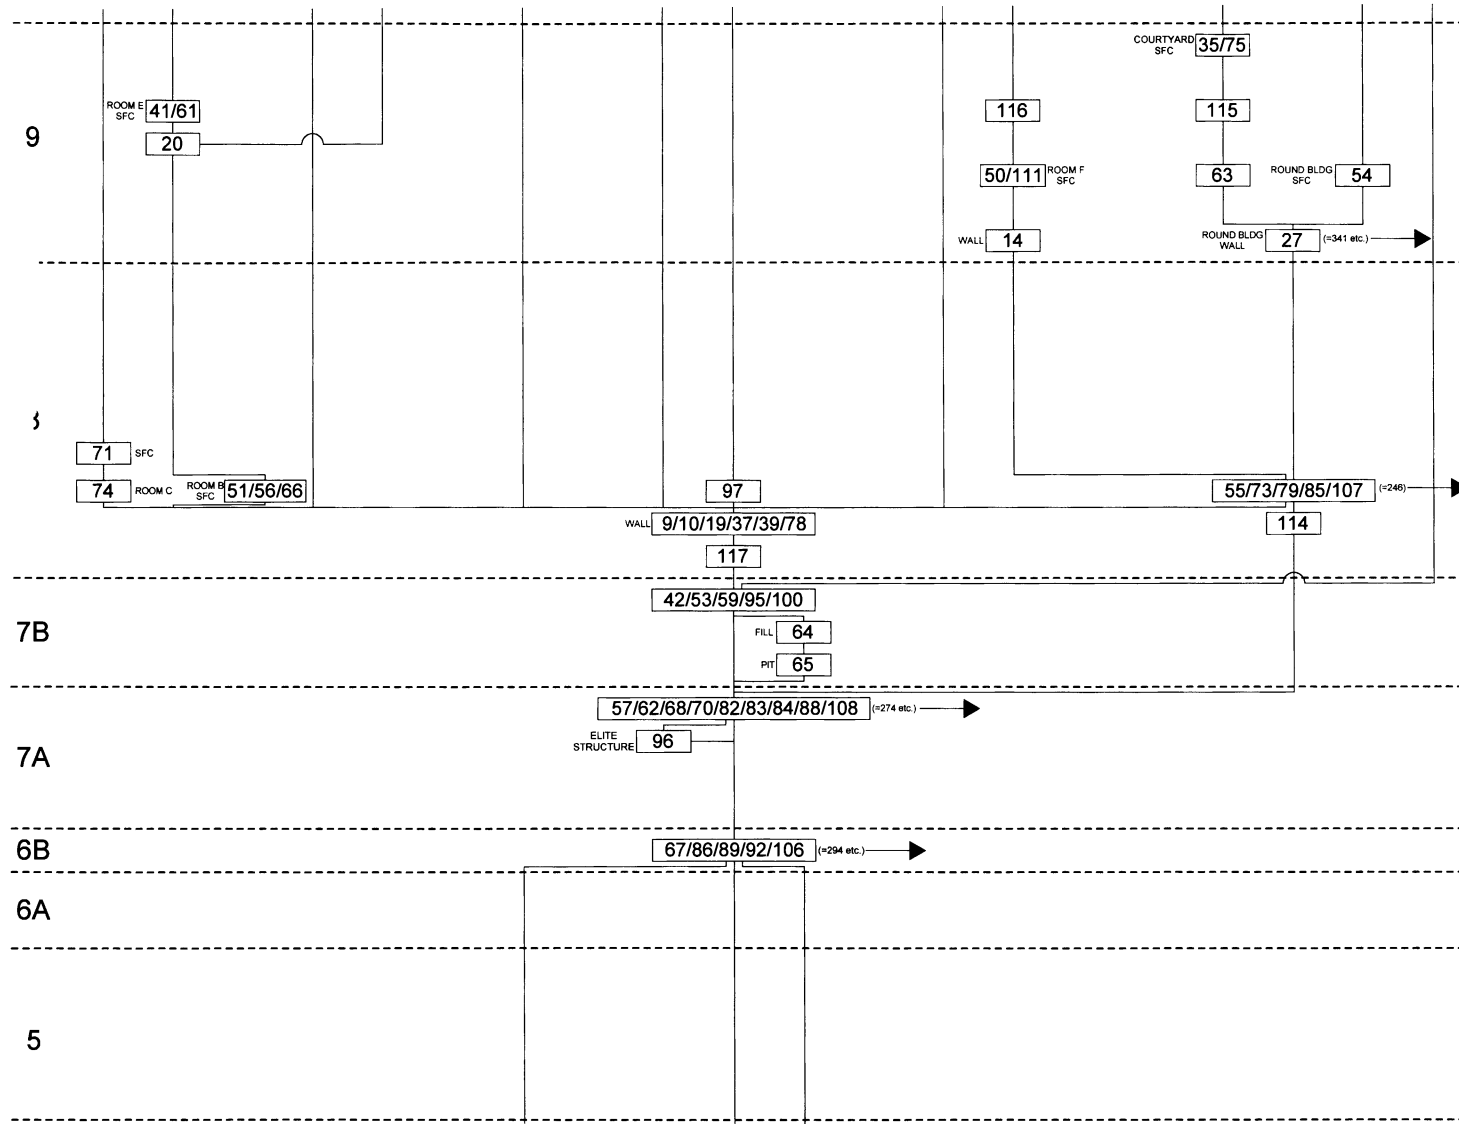 COURTYARD
SFC
35/75
ROOM E
SFC
41/61
116
115
9
20
50/111
ROOM F
SFC
63
ROUND BLDG
SFC
54
WALL
14
ROUND BLDG
WALL
27
(=341 etc.)
71
SFC
74
ROOM C
ROOM B
SFC
51/56/66
97
55/73/79/85/107
(=246)
WALL
9/10/19/37/39/78
114
117
42/53/59/95/100
7B
FILL
64
PIT
65
57/62/68/70/82/83/84/88/108
(=274 etc.)
ELITE
STRUCTURE
96
7A
6B
67/86/89/92/106
(=294 etc.)
6A
5